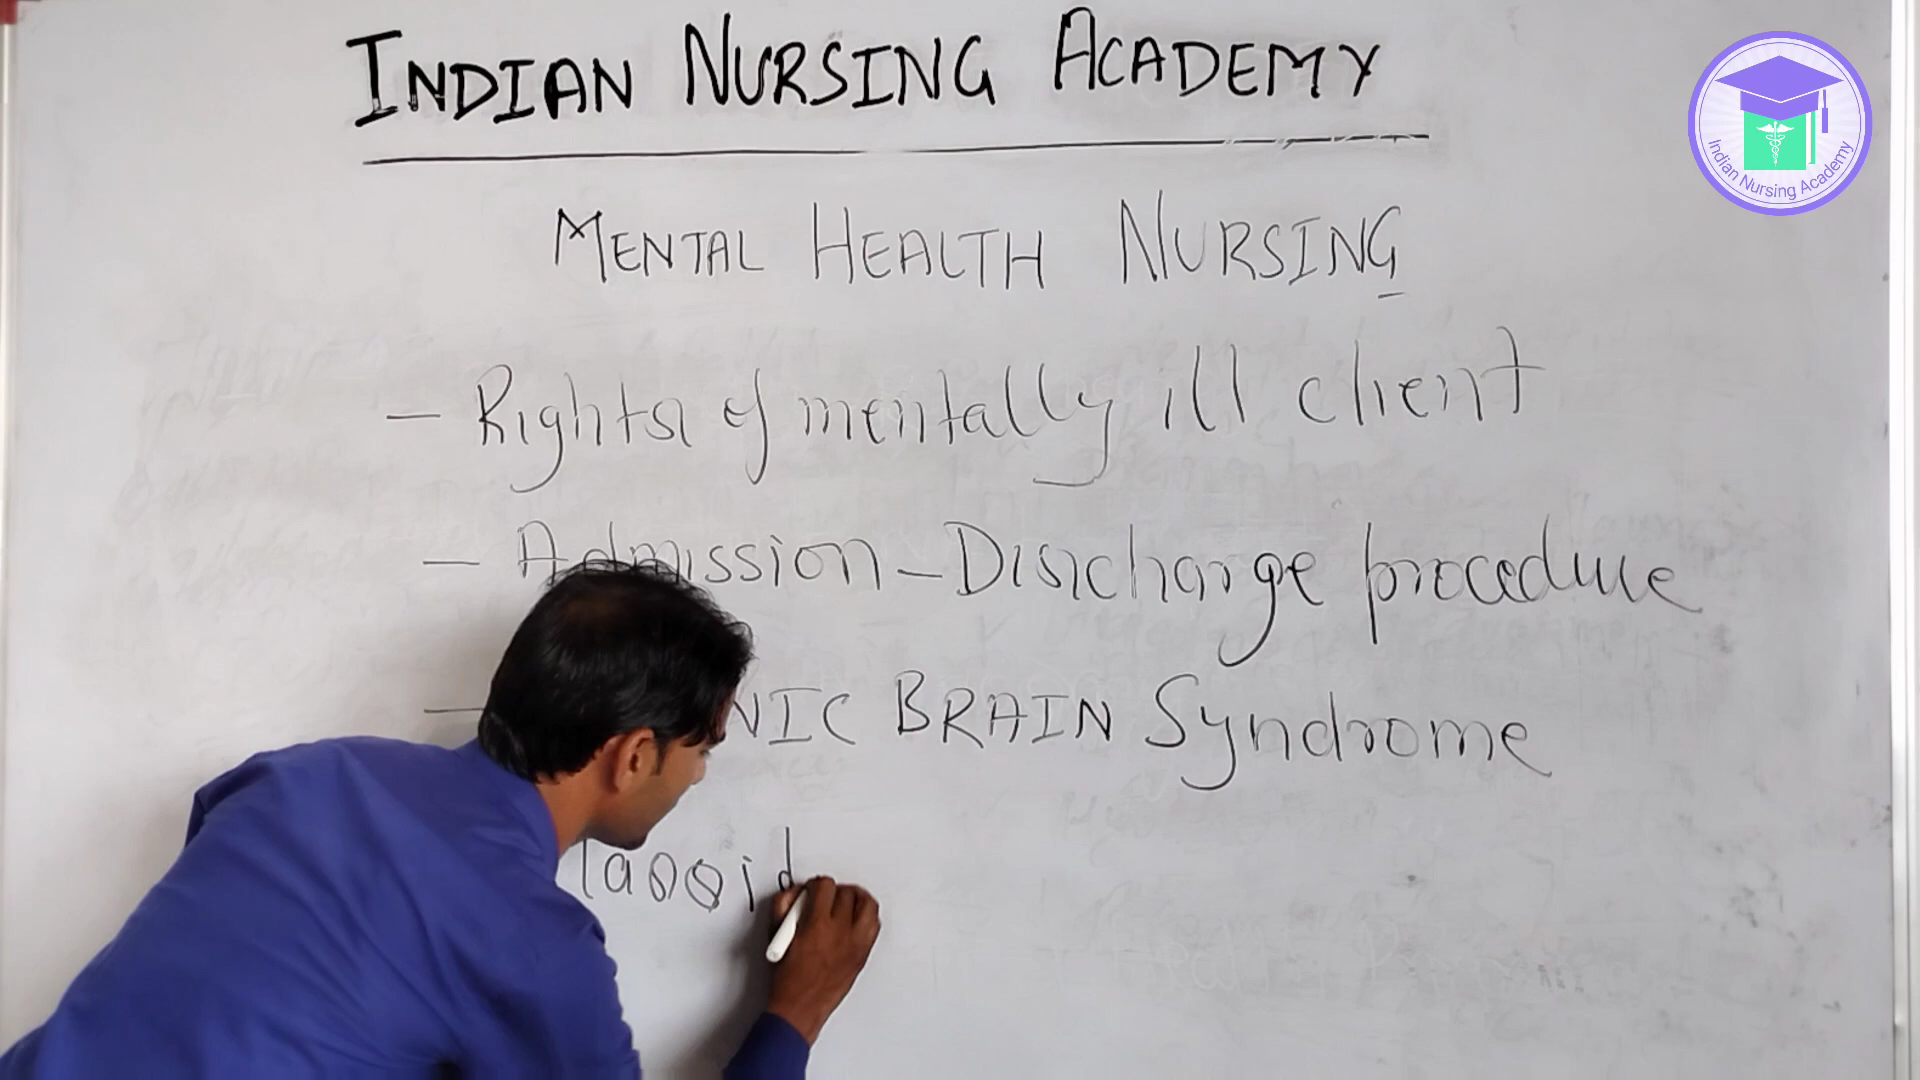 INDIAN NURSING ACADEMY
Indian Nursing Academy
MENTAL HEALTH NURSING
- Rights of mentally ill client
- Admission - Discharge procedure
- NIC BRAIN Syndrome